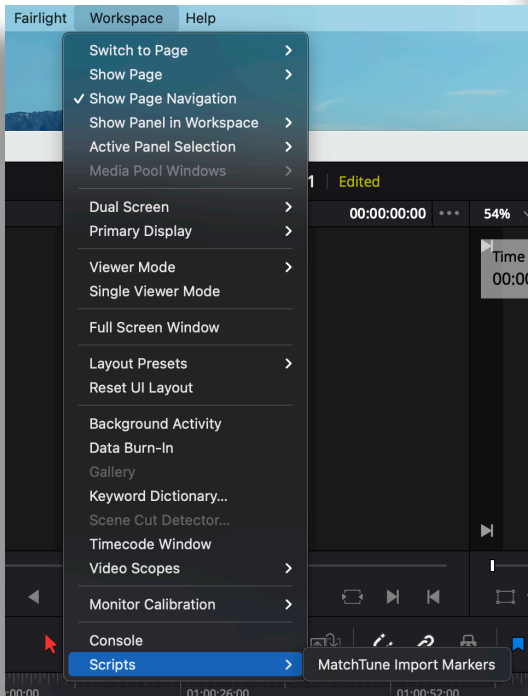 Fairlight Workspace Help
Switch to Page
Show Page
Show Page Navigation
Show Panel in Workspace
Active Panel Selection
Media Pool Windows
1 Edited
Dual Screen
00:00:00:00 54%
Primary Display
Time
Viewer Mode
Single Viewer Mode
Full Screen Window
Layout Presets
Reset UI Layout
Background Activity
Data Burn-In
Gallery
Keyword Dictionary...
Scene Cut Detector...
Timecode Window
Video Scopes
Monitor Calibration
Console
Scripts
MatchTune Import Markers
01:00:26:00 01:00:52:00